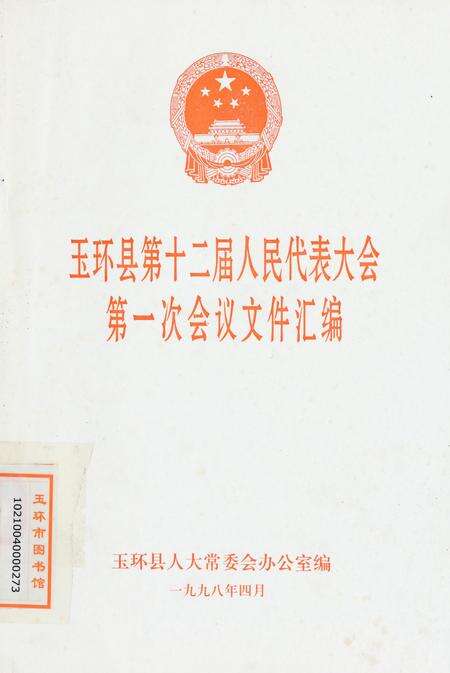 玉环县第十二届人民代表大会
第一次会议文件汇编
玉环市图书馆
10210040000273
玉环县人大常委会办公室编
一九九八年四月